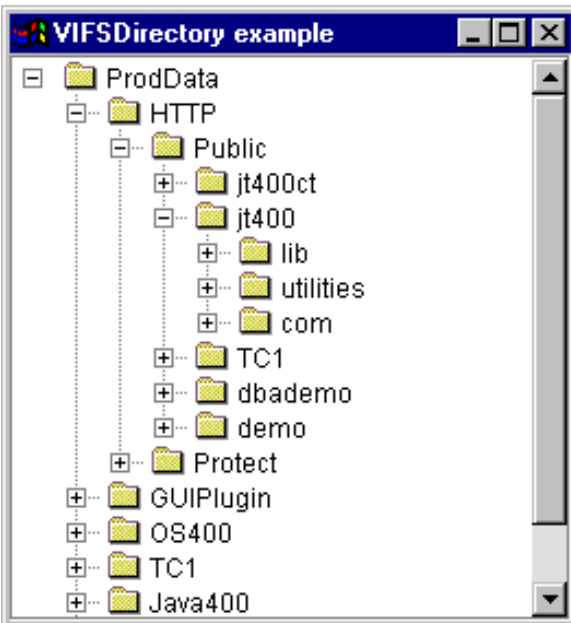 VIFSDirectory example
ProdData
HTTP
Public
jt400ct
jt400
lib
utilities
com
TC1
dbademo
demo
Protect
GUIPlugin
OS400
TC1
Java400